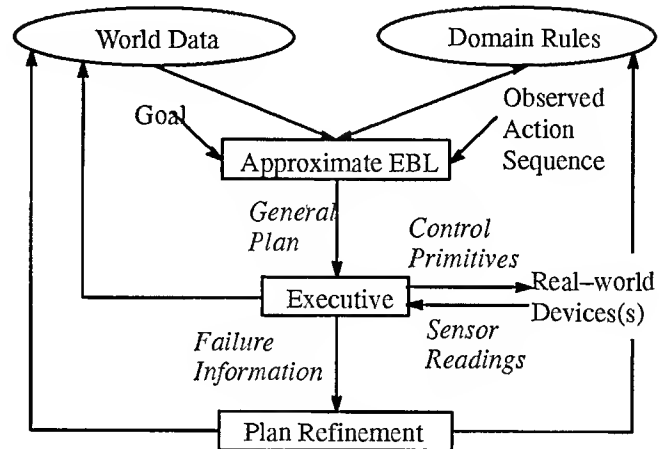 World Data
Domain Rules
Goal
Observed
Action
Sequence
Approximate EBL
General
Plan
Control
Primitives
Executive
Real–world
Devices(s)
Failure
Information
Sensor
Readings
Plan Refinement